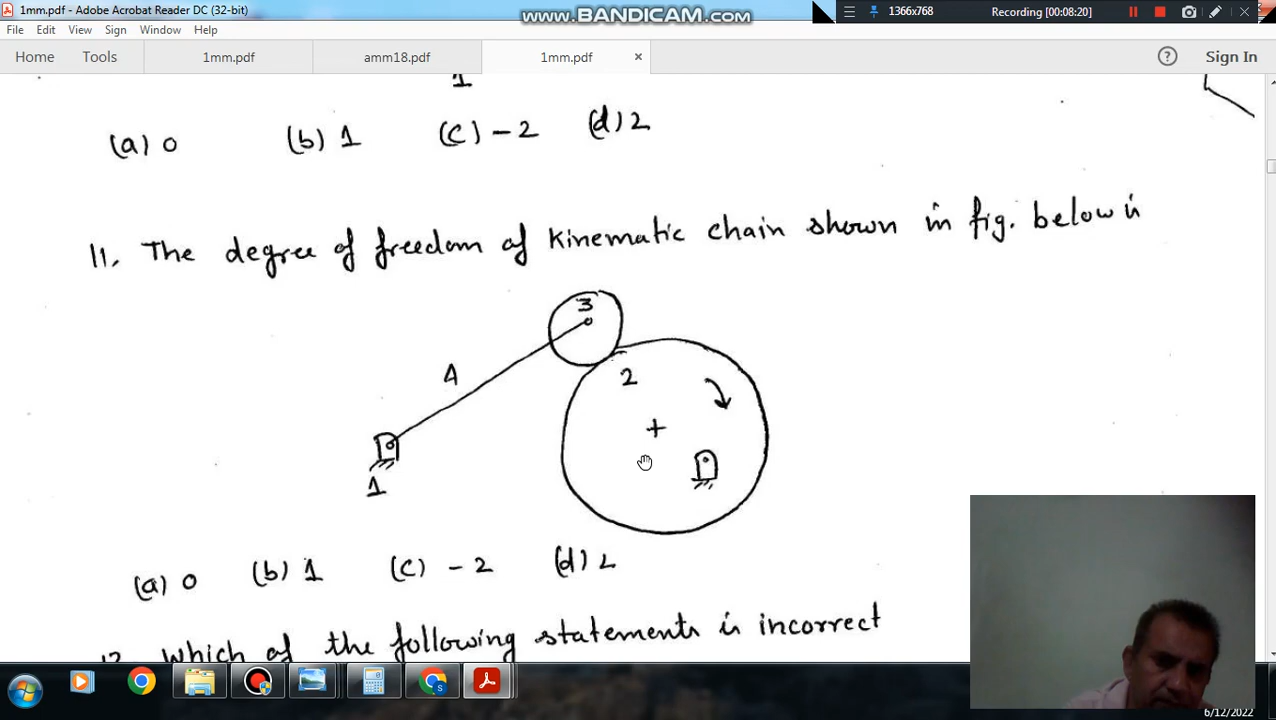 1mm.pdf - Adobe Acrobat Reader DC (32-bit)
www.BANDICAM.com
1366x768
Recording [00:08:20]
File Edit View Sign Window Help
Home Tools 1mm.pdf amm18.pdf 1mm.pdf × ? Sign In
1
(a) 0 (b) 1 (c) -2 (d) 2
11. The degree of freedom of kinematic chain shown in fig. below is
3
4
2
1
(a) 0 (b) 1 (c) -2 (d) 2
Which of the following statements is incorrect
6/12/2022